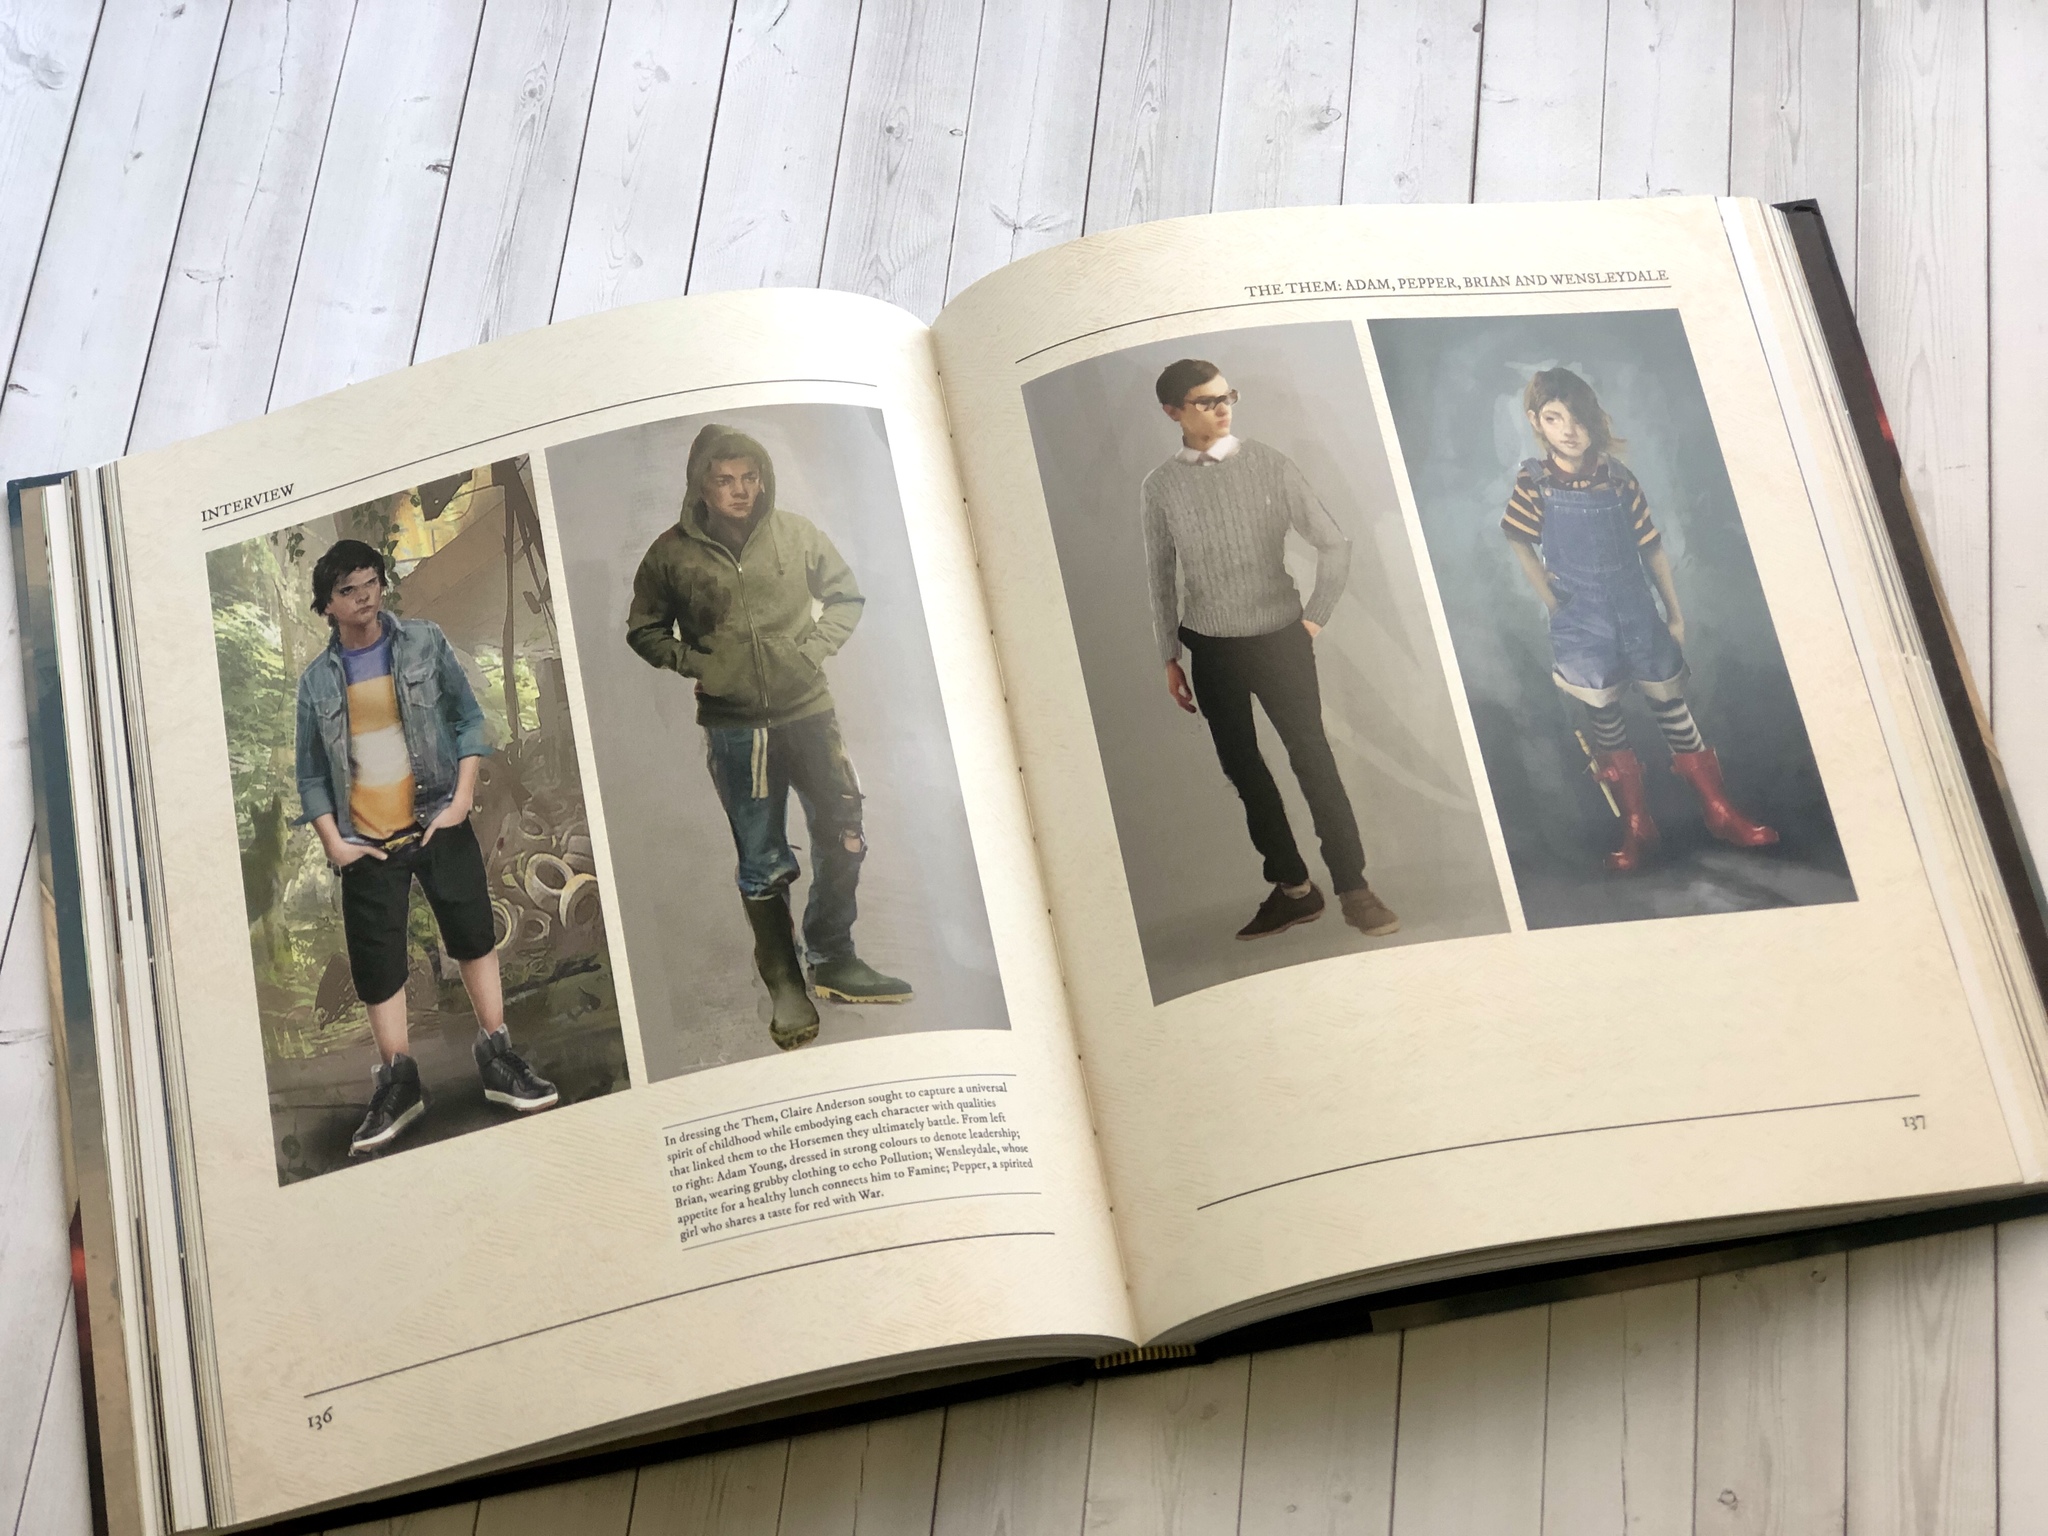 INTERVIEW
In dressing the Them, Claire Anderson sought to capture a universal
spirit of childhood while embodying each character with qualities
that linked them to the Horsemen they ultimately battle. From left
to right: Adam Young, dressed in strong colours to denote leadership;
Brian, wearing grubby clothing to echo Pollution; Wensleydale, whose
appetite for a healthy lunch connects him to Famine; Pepper, a spirited
girl who shares a taste for red with War.
136
THE THEM: ADAM, PEPPER, BRIAN AND WENSLEYDALE
137